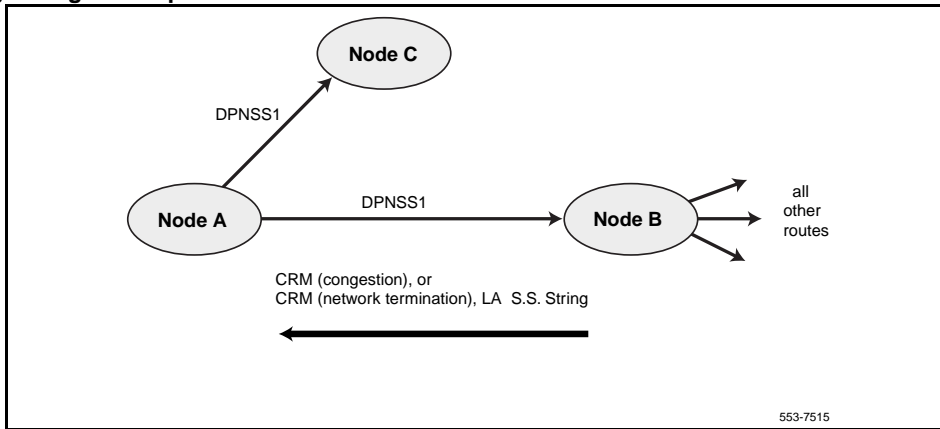 Node C
DPNSS1
DPNSS1
Node A
Node B
all
other
routes
CRM (congestion), or
CRM (network termination), LA S.S. String
553-7515